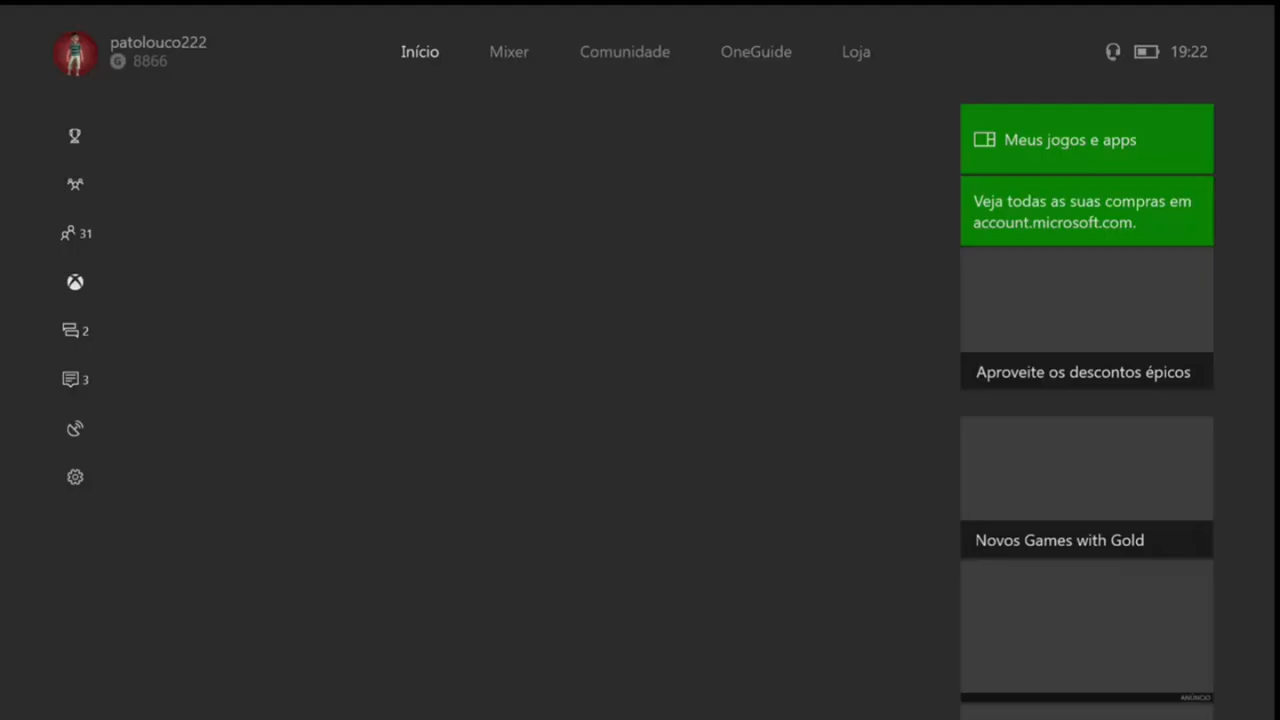 patolouco222
G 8866
Início
Mixer
Comunidade
OneGuide
Loja
19:22
31
2
3
Meus jogos e apps
Veja todas as suas compras em
account.microsoft.com.
Aproveite os descontos épicos
Novos Games with Gold
ANÚNCIO